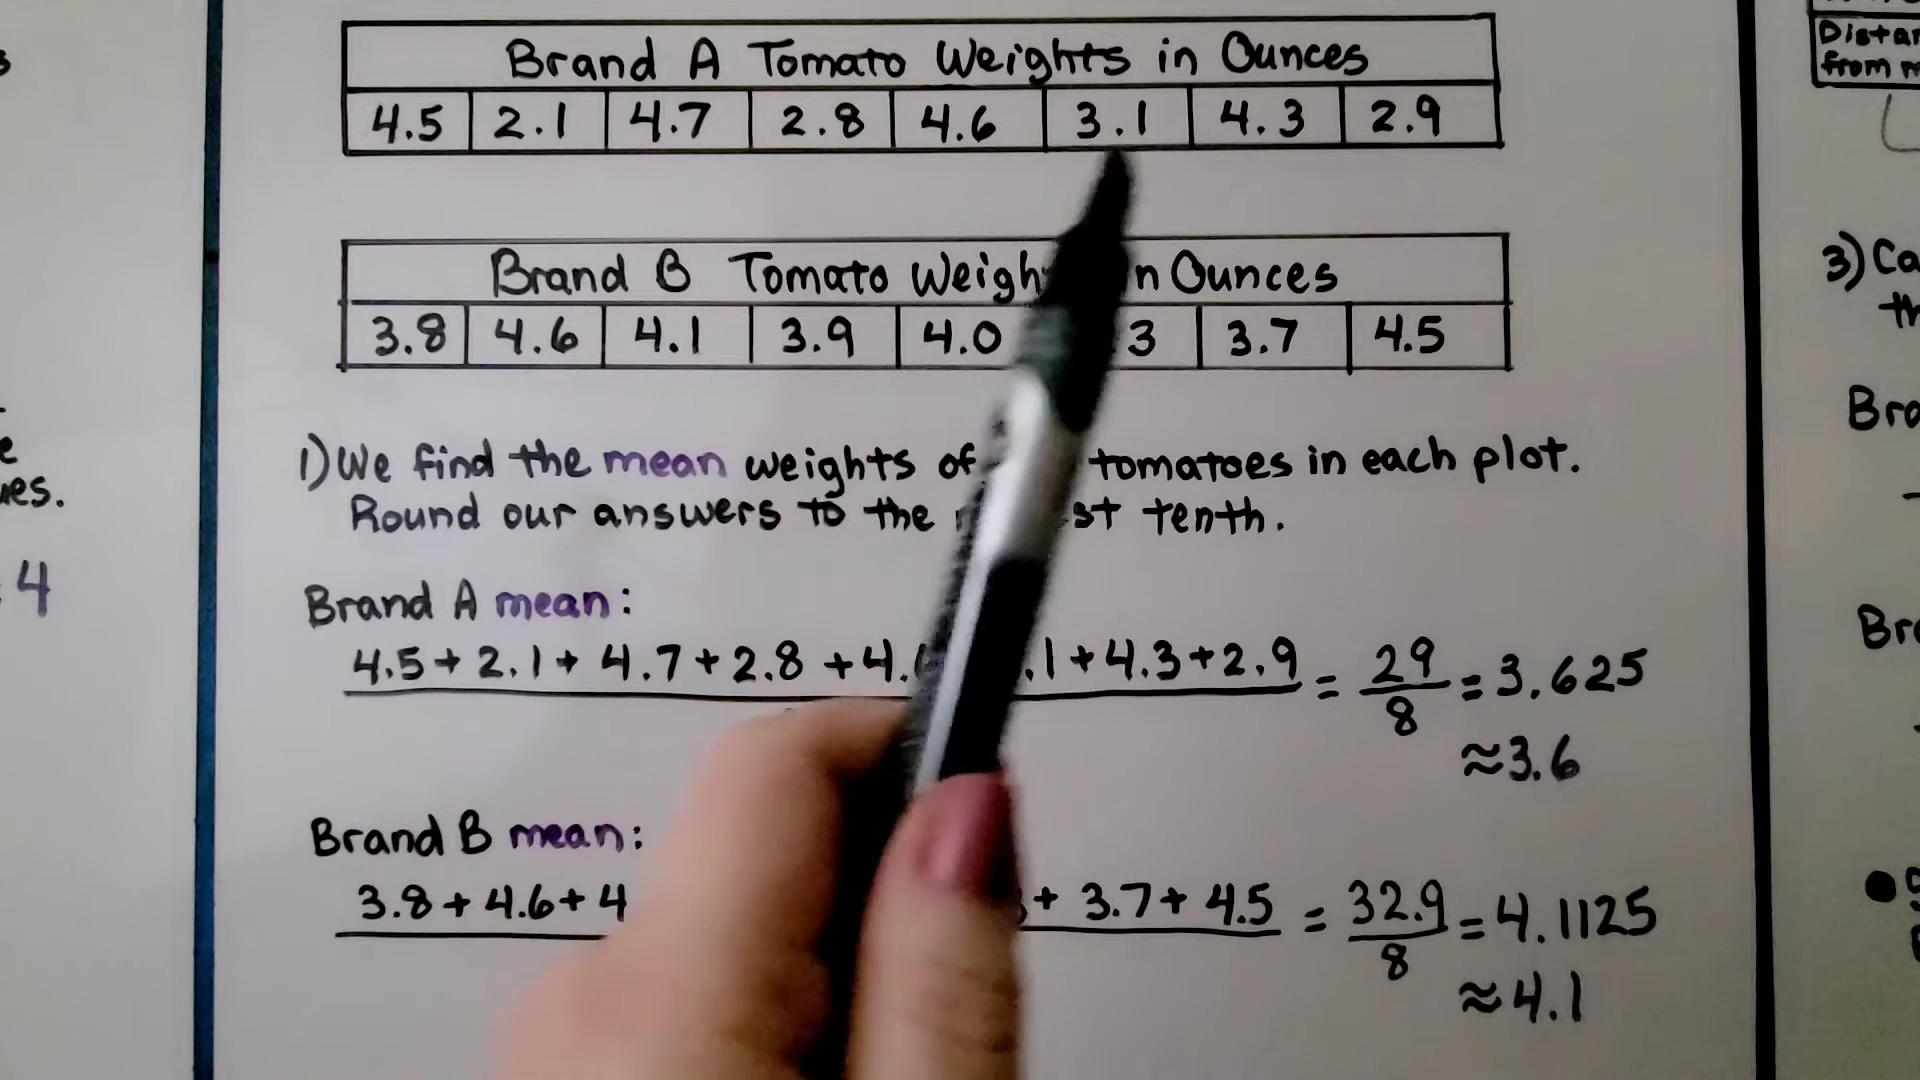 Brand A Tomato Weights in Ounces
4.5 2.1 4.7 2.8 4.6 3.1 4.3 2.9
Brand B Tomato Weigh n Ounces
3.8 4.6 4.1 3.9 4.0 3 3.7 4.5
1) We find the mean weights of tomatoes in each plot.
Round our answers to the st tenth.
Brand A mean:
4.5 + 2.1 + 4.7 + 2.8 + 4. .1 + 4.3 + 2.9 = 29/8 = 3.625
≈3.6
Brand B mean:
3.8 + 4.6 + 4 + 3.7 + 4.5 = 32.9/8 = 4.1125
≈4.1
4
Distan
from m
3) Ca
th
Bra